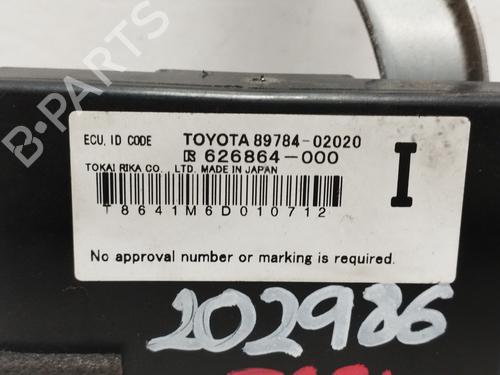 ECU, ID CODE TOYOTA 89784-02020
626864-000
TOKAI RIKA CO., LTD. MADE IN JAPAN
I
T8641M6D010712
No approval number or marking is required.
202986